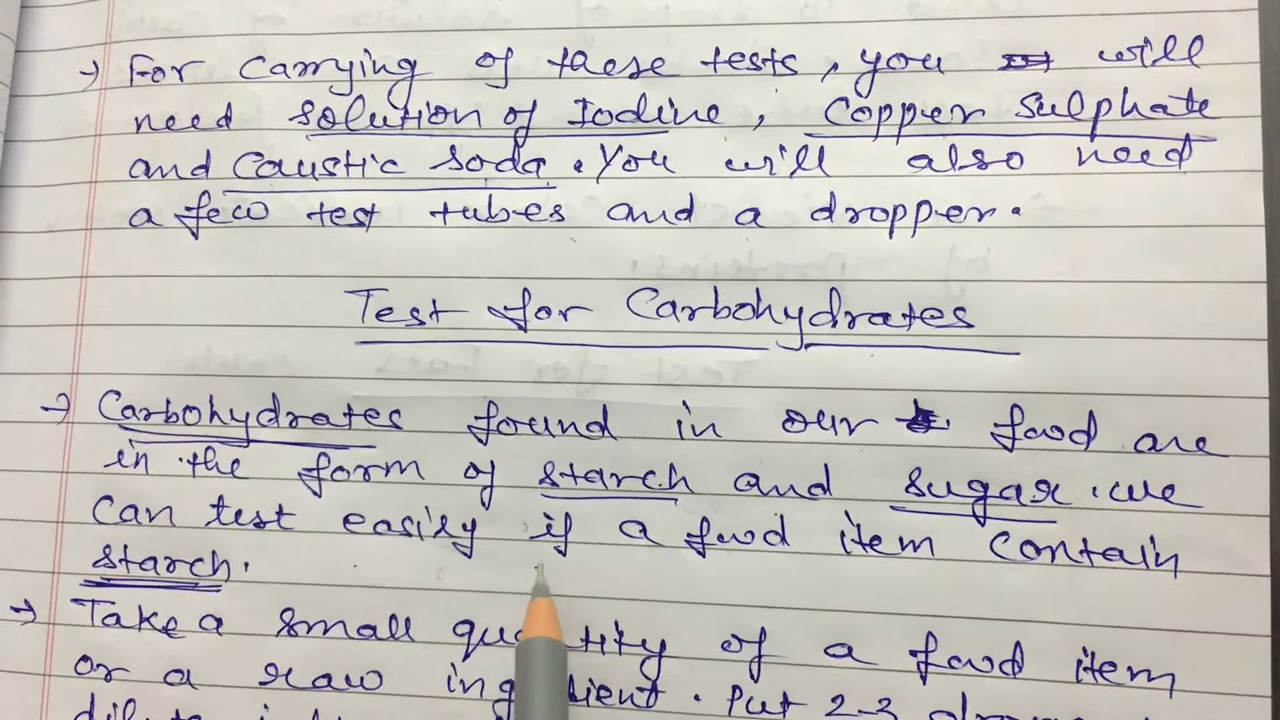 → For Carrying of these tests, you will
need solution of Iodine, Copper Sulphate
and Caustic Soda. You will also need
a few test tubes and a dropper.
Test for Carbohydrates
→ Carbohydrates found in our food are
in the form of starch and sugar. we
can test easily if a food item contain
starch.
→ Take a small quantity of a food item
or a raw ingredient. Put 2-3